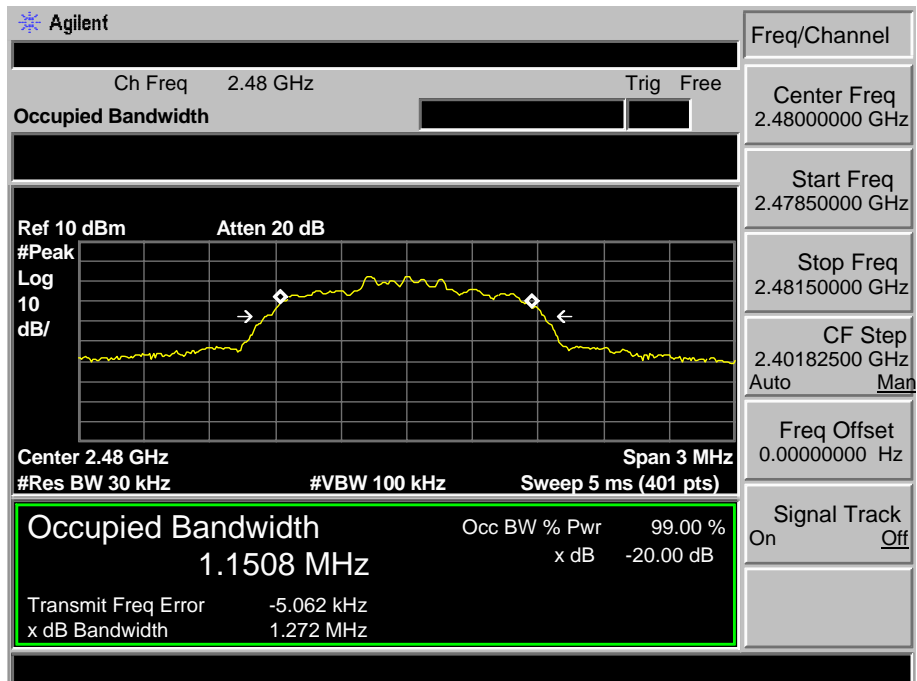 Agilent
Freq/Channel
Ch Freq 2.48 GHz Trig Free
Occupied Bandwidth
Center Freq
2.48000000 GHz
Start Freq
2.47850000 GHz
Ref 10 dBm Atten 20 dB
#Peak
Log
10
dB/
Stop Freq
2.48150000 GHz
CF Step
2.40182500 GHz
Auto Man
Freq Offset
0.00000000 Hz
Center 2.48 GHz Span 3 MHz
#Res BW 30 kHz #VBW 100 kHz Sweep 5 ms (401 pts)
Signal Track
On Off
Occupied Bandwidth Occ BW % Pwr 99.00 %
1.1508 MHz x dB -20.00 dB
Transmit Freq Error -5.062 kHz
x dB Bandwidth 1.272 MHz